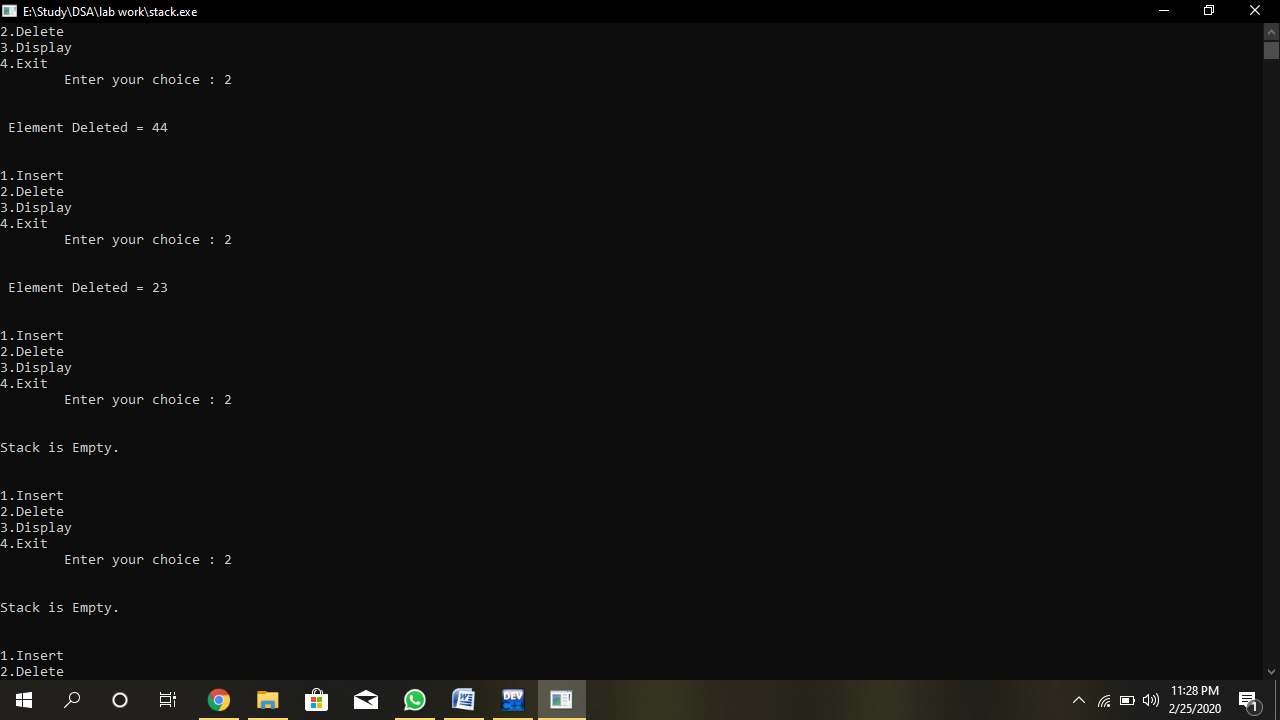 E:\Study\DSA\lab work\stack.exe
2.Delete
3.Display
4.Exit
Enter your choice : 2
Element Deleted = 44
1.Insert
2.Delete
3.Display
4.Exit
Enter your choice : 2
Element Deleted = 23
1.Insert
2.Delete
3.Display
4.Exit
Enter your choice : 2
Stack is Empty.
1.Insert
2.Delete
3.Display
4.Exit
Enter your choice : 2
Stack is Empty.
1.Insert
2.Delete
DEV
C++
11:28 PM
2/25/2020
1